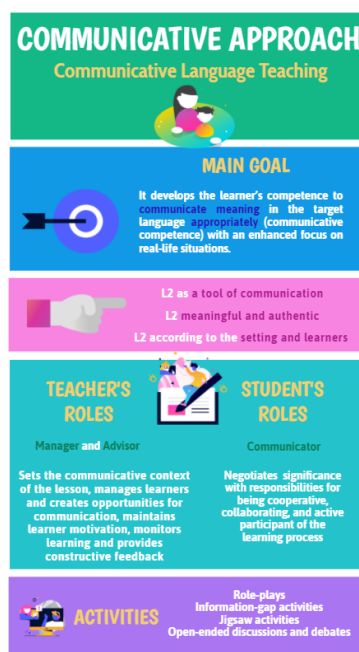 COMMUNICATIVE APPROACH
Communicative Language Teaching
MAIN GOAL
It develops the learner's competence to
communicate meaning in the target
language appropriately (communicative
competence) with an enhanced focus on
real-life situations.
L2 as a tool of communication
L2 meaningful and authentic
L2 according to the setting and learners
TEACHER'S
ROLES
Manager and Advisor
Sets the communicative context
of the lesson, manages learners
and creates opportunities for
communication, maintains
learner motivation, monitors
learning and provides
constructive feedback
STUDENT'S
ROLES
Communicator
Negotiates significance
with responsibilities for
being cooperative,
collaborating, and active
participant of the
learning process
ACTIVITIES
Role-plays
Information-gap activities
Jigsaw activities
Open-ended discussions and debates